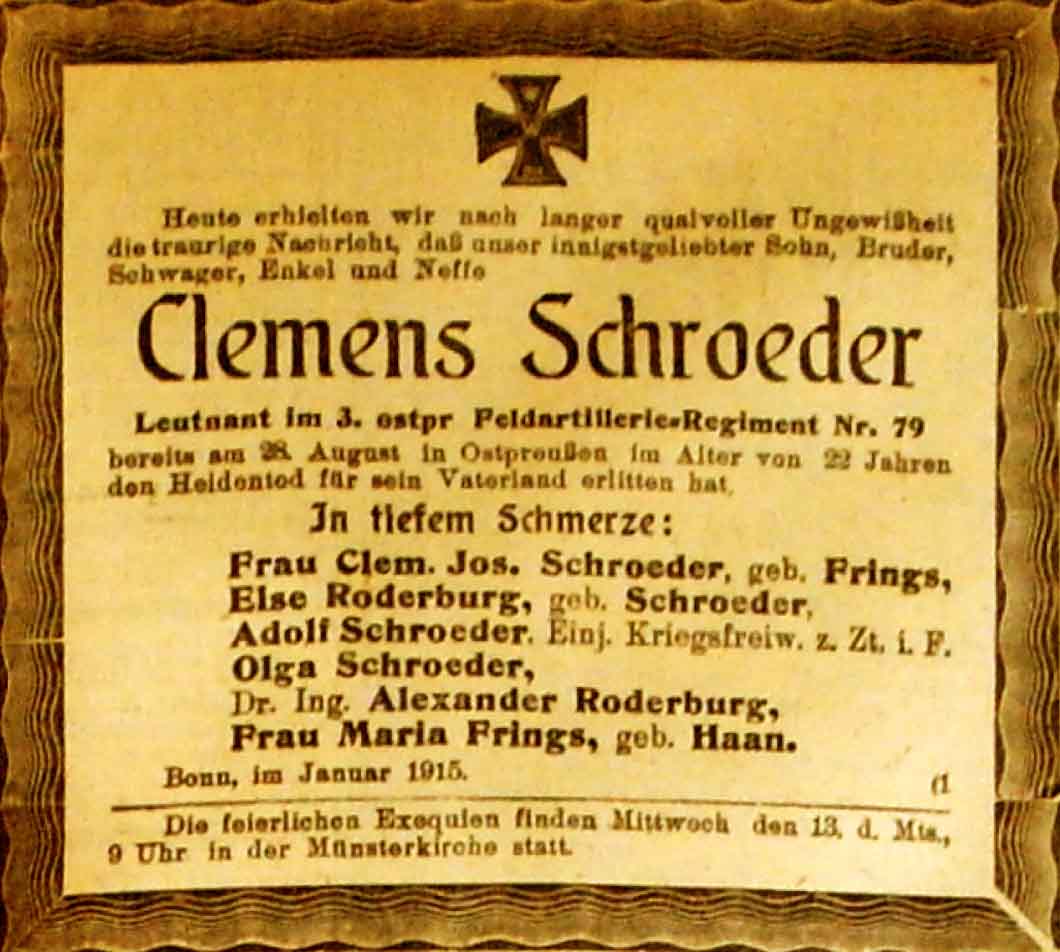 Heute erhielten wir nach langer qualvoller Ungewißheit
die traurige Nachricht, daß unser innigstgeliebter Sohn, Bruder,
Schwager, Enkel und Neffe
Clemens Schroeder
Leutnant im 3. ostpr Feldartillerie-Regiment Nr. 79
bereits am 28. August in Ostpreußen im Alter von 22 Jahren
den Heldentod für sein Vaterland erlitten hat.
In tiefem Schmerze:
Frau Clem. Jos. Schroeder, geb. Frings,
Else Roderburg, geb. Schroeder,
Adolf Schroeder, Einj. Kriegsfreiw. z. Zt. i. F.
Olga Schroeder,
Dr. Ing. Alexander Roderburg,
Frau Maria Frings, geb. Haan.
Bonn, im Januar 1915.
(1
Die feierlichen Exequien finden Mittwoch den 13. d. Mts.,
9 Uhr in der Münsterkirche statt.